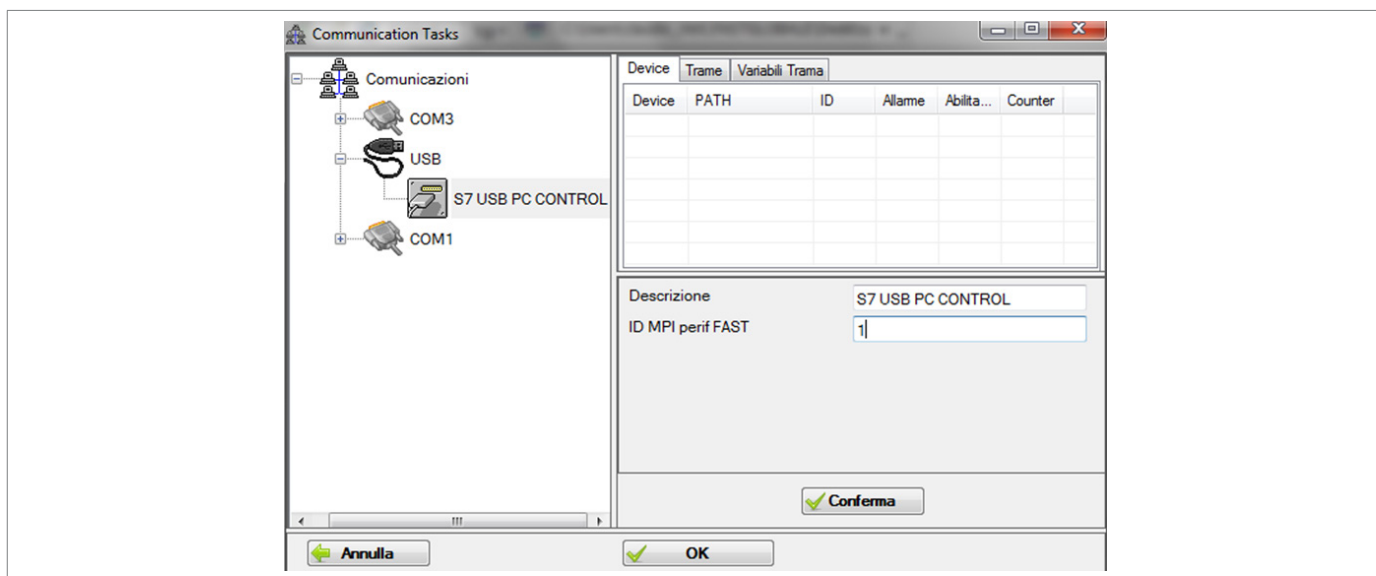 Communication Tasks
Comunicazioni
COM3
USB
S7 USB PC CONTROL
COM1
Device Trame Variabili Trama
Device PATH ID Allarme Abilita... Counter
Descrizione S7 USB PC CONTROL
ID MPI perif FAST 1
Conferma
Annulla OK